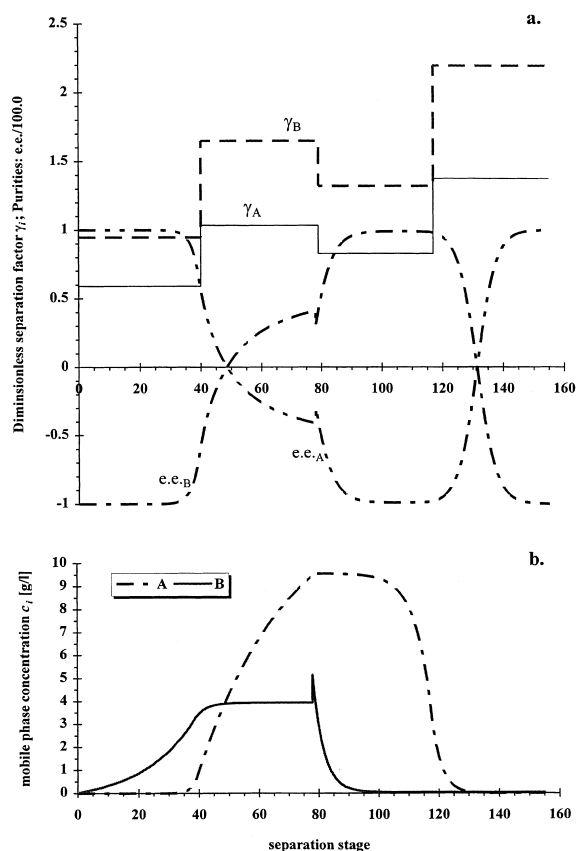 a.
Diminsionless separation factor γi; Purities: e.e./100.0
2.5
2
1.5
1
0.5
0
-0.5
-1
γB
γA
0 20 40 60 80 100 120 140 160
e.e.B
e.e.A
b.
mobile phase concentration ci [g/l]
10
9
8
7
6
5
4
3
2
1
0
A B
0 20 40 60 80 100 120 140 160
separation stage